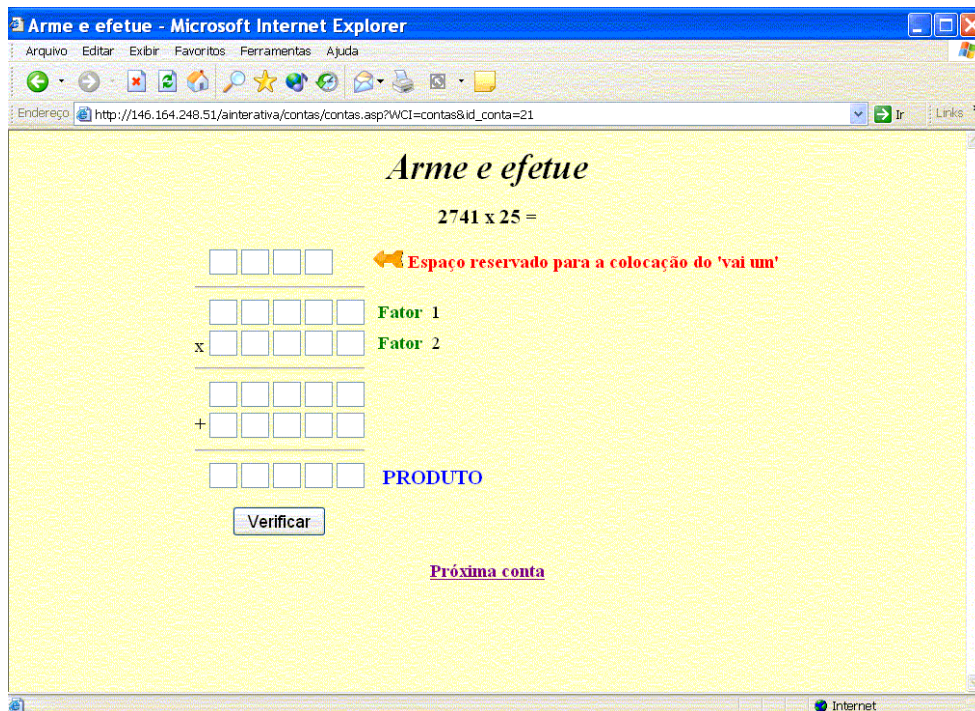 Arme e efetue - Microsoft Internet Explorer
Arquivo Editar Exibir Favoritos Ferramentas Ajuda
Endereço http://146.164.248.51/ainterativa/contas/contas.asp?WCI=contas&id_conta=21 Ir Links
Arme e efetue
2741 x 25 =
Espaço reservado para a colocação do 'vai um'
Fator 1
x Fator 2
+
PRODUTO
Verificar
Próxima conta
Internet